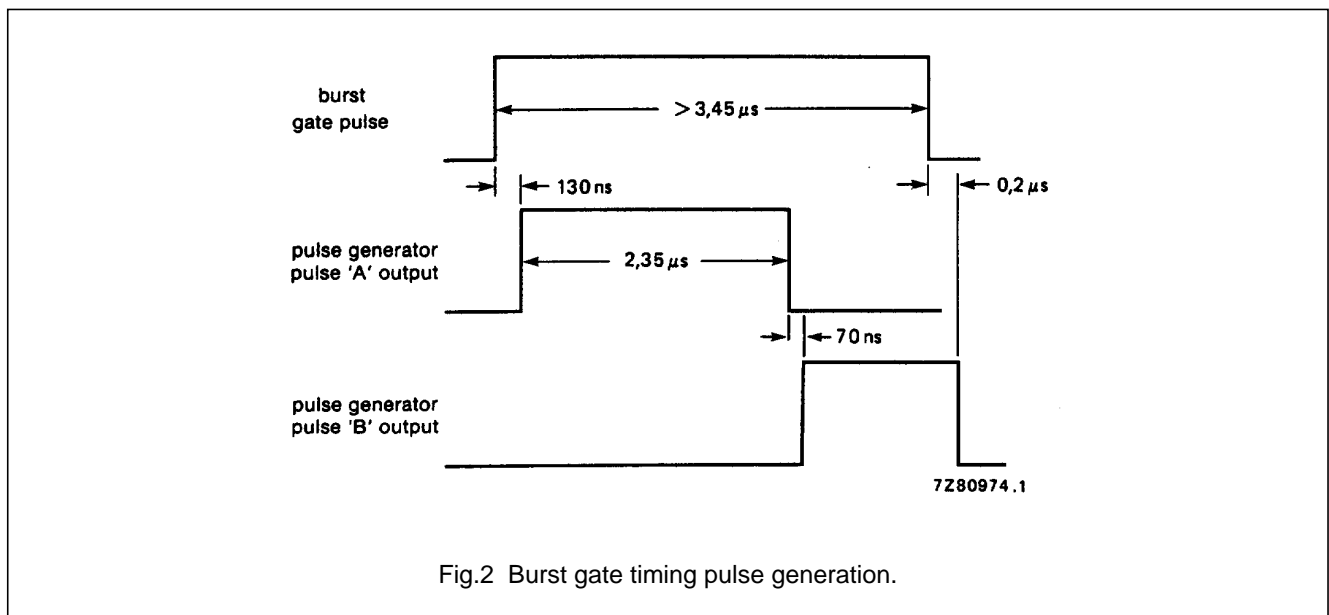 burst
gate pulse
> 3,45 µs
130 ns
0,2 µs
pulse generator
pulse 'A' output
2,35 µs
70 ns
pulse generator
pulse 'B' output
7Z80974.1
Fig.2 Burst gate timing pulse generation.